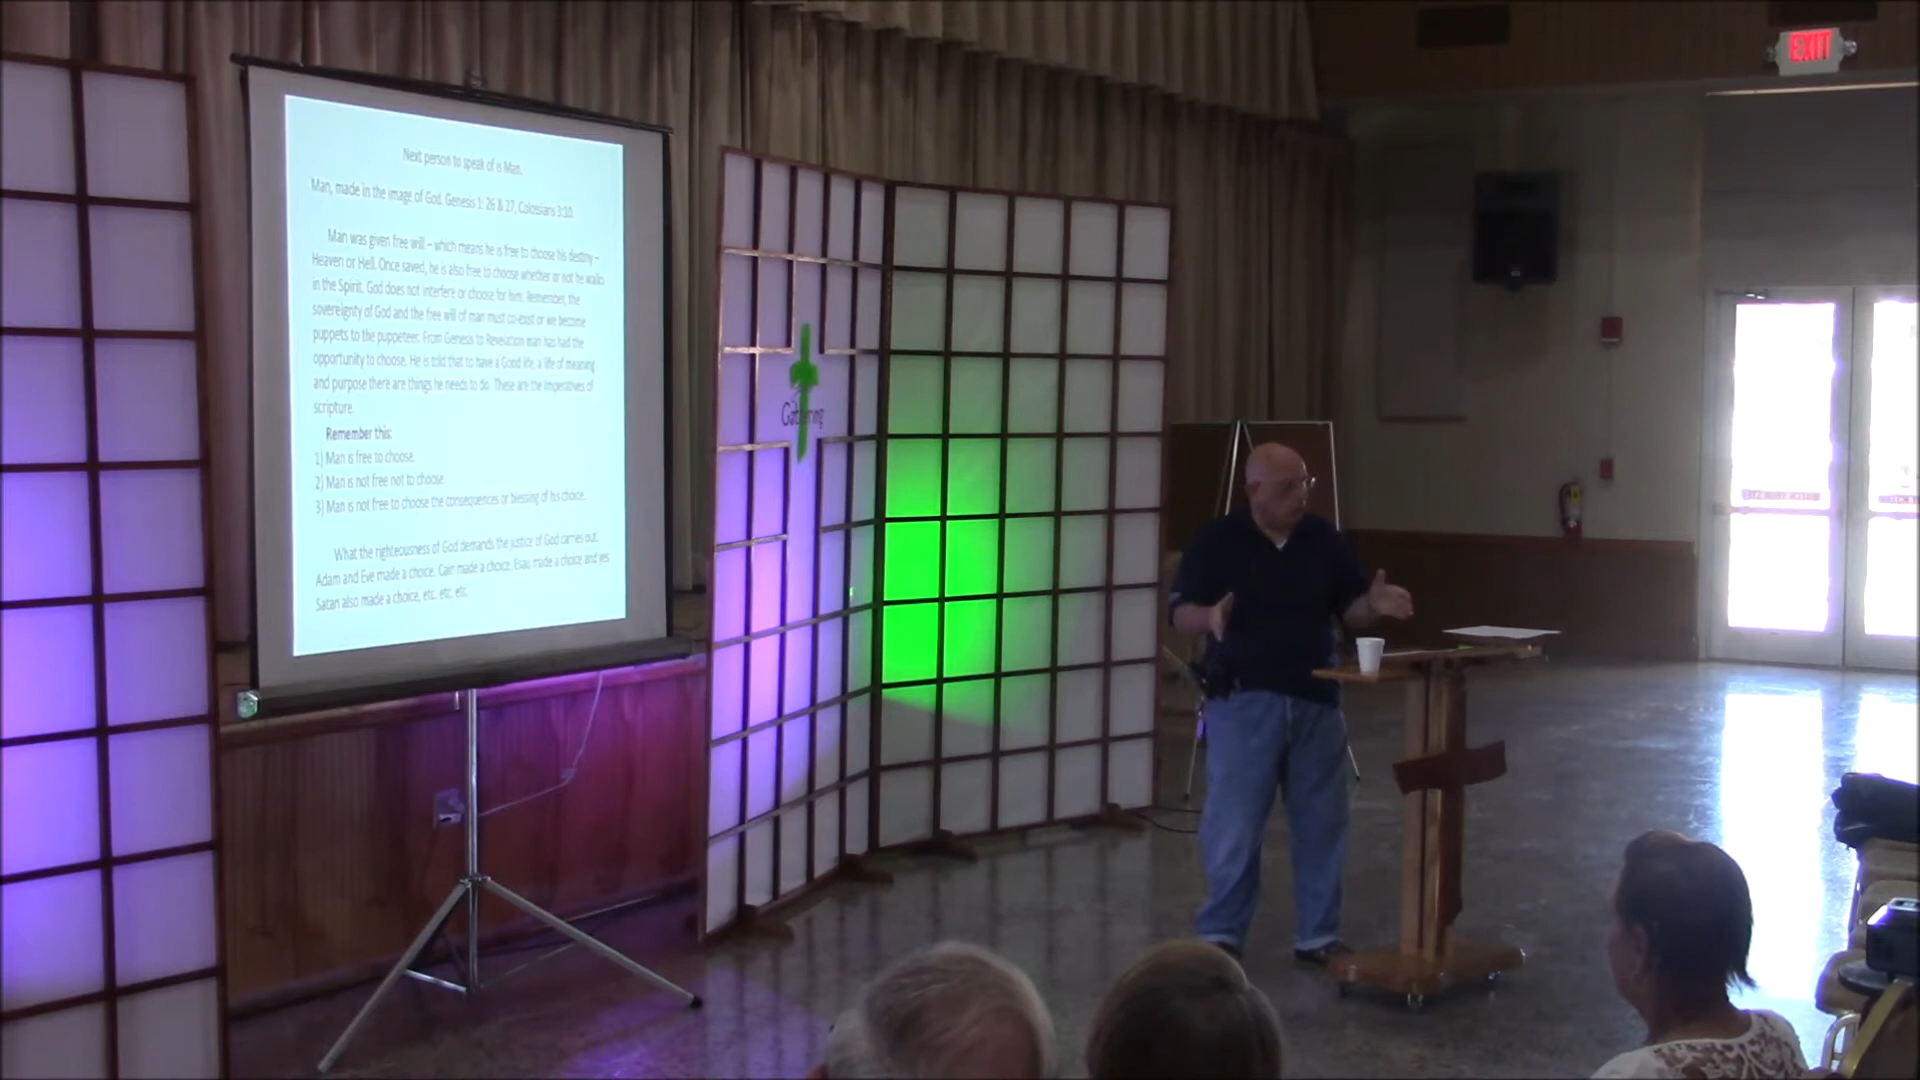 Next person to speak of is Man.
Man, made in the image of God. Genesis 1: 26 & 27, Colossians 3:10.
Man was given free will – which means he is free to choose his destiny –
Heaven or Hell. Once saved, he is also free to choose whether or not he walks
in the Spirit. God does not interfere or choose for him. Remember, the
sovereignty of God and the free will of man must co-exist or we become
puppets to the puppeteer. From Genesis to Revelation man has had the
opportunity to choose. He is told that to have a Good life, a life of meaning
and purpose there are things he needs to do. These are the Imperatives of
scripture.
Remember this:
1) Man is free to choose.
2) Man is not free not to choose.
3) Man is not free to choose the consequences or blessing of his choice.
What the righteousness of God demands the justice of God carries out.
Adam and Eve made a choice. Cain made a choice. Esau made a choice and yes
Satan also made a choice, etc. etc. etc.
Gathering
EXIT